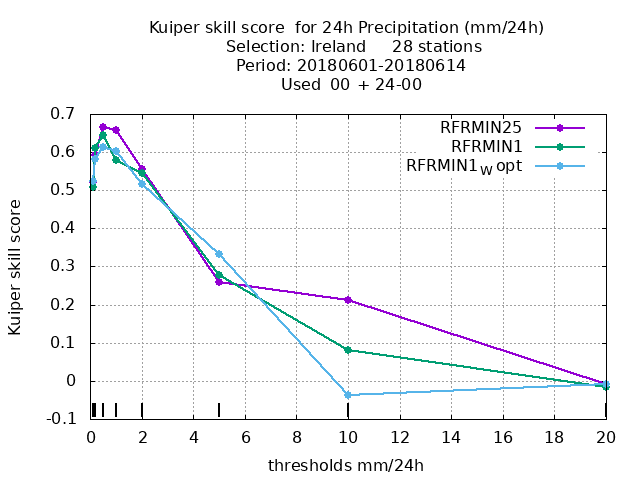 Kuiper skill score  for 24h Precipitation (mm/24h)
Selection: Ireland     28 stations
Period: 20180601-20180614
Used  00 + 24-00
RFRMIN25
RFRMIN1
RFRMIN1W opt
Kuiper skill score
0.7
0.6
0.5
0.4
0.3
0.2
0.1
0
-0.1
0 2 4 6 8 10 12 14 16 18 20
thresholds mm/24h